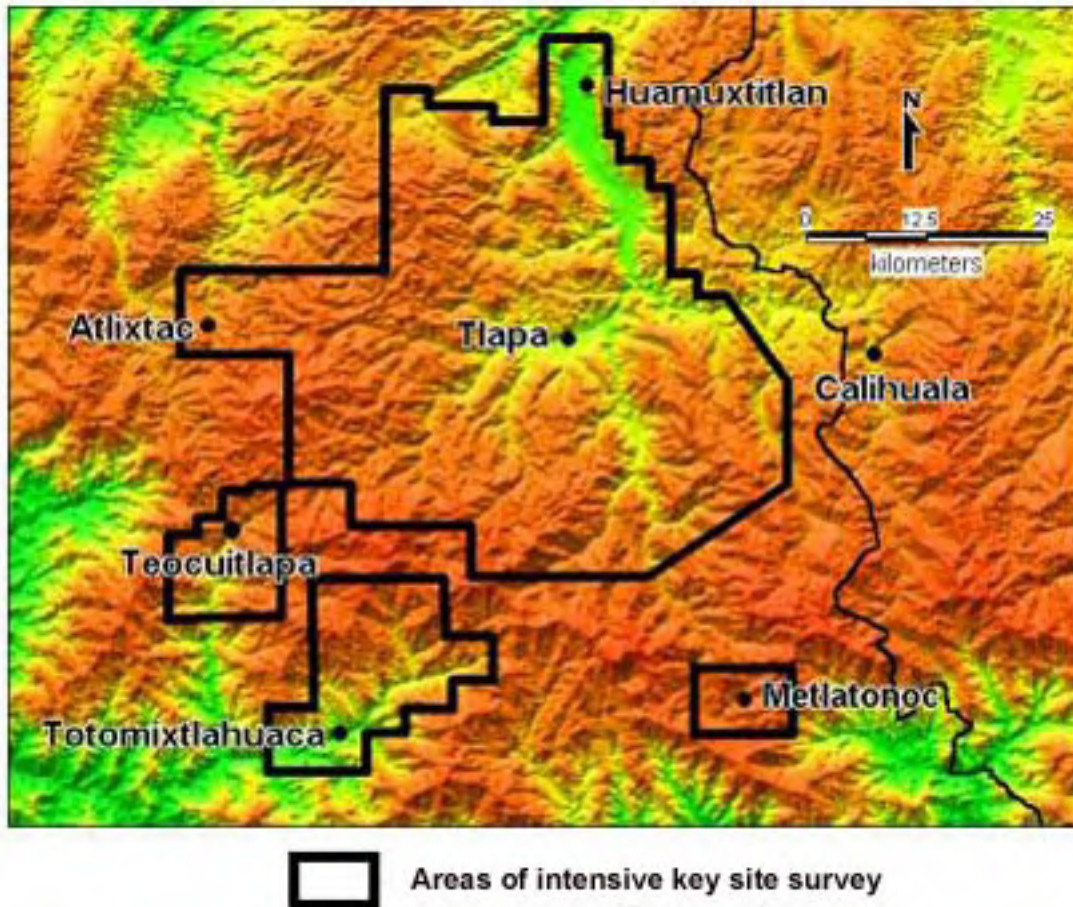 Huamuxtitlan
N
0 12.5 25
kilometers
Atlixtac
Tlapa
Calihuala
Teocuitlapa
Metlatonoc
Totomixtlahuaca
Areas of intensive key site survey